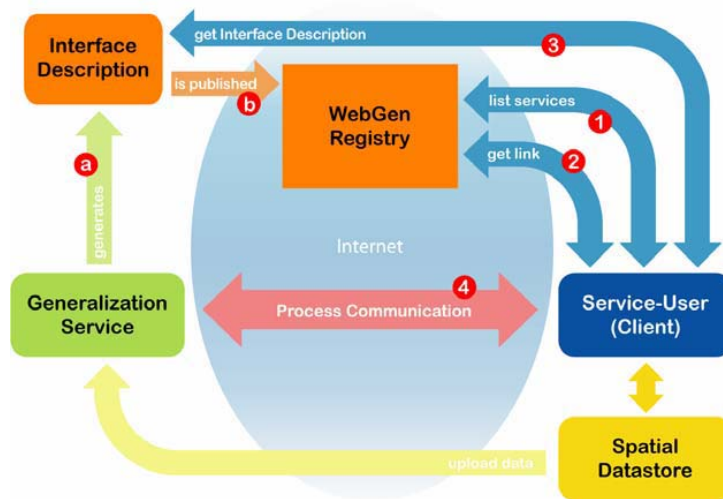 Interface
Description
get Interface Description
3
is published
b
WebGen
Registry
list services
1
get link
2
a
generates
Internet
Generalization
Service
4
Process Communication
Service-User
(Client)
upload data
Spatial
Datastore